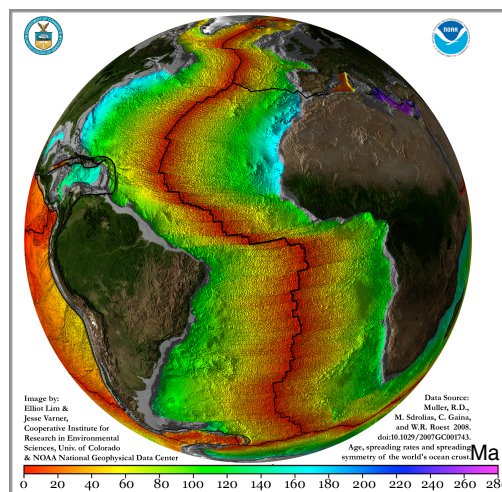 NOAA
Image by:
Elliot Lim &
Jesse Varner,
Cooperative Institute for
Research in Environmental
Sciences, Univ. of Colorado
& NOAA National Geophysical Data Center
Data Source:
Muller, R.D.,
M. Sdrolias, C. Gaina,
and W.R. Roest 2008.
doi:10.1029/2007GC001743.
Age, spreading rates and spreading
symmetry of the world's ocean crust.
Ma
0 20 40 60 80 100 120 140 160 180 200 220 240 260 28